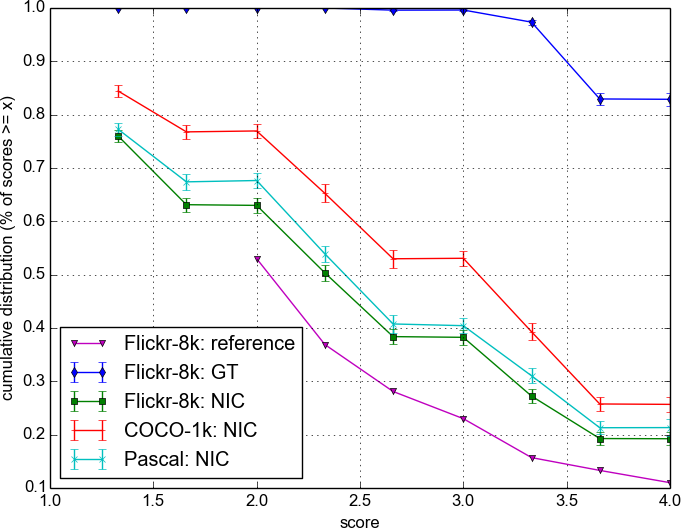 1.0
0.9
0.8
0.7
0.6
0.5
0.4
0.3
0.2
0.1
cumulative distribution (% of scores >= x)
Flickr-8k: reference
Flickr-8k: GT
Flickr-8k: NIC
COCO-1k: NIC
Pascal: NIC
1.0 1.5 2.0 2.5 3.0 3.5 4.0
score